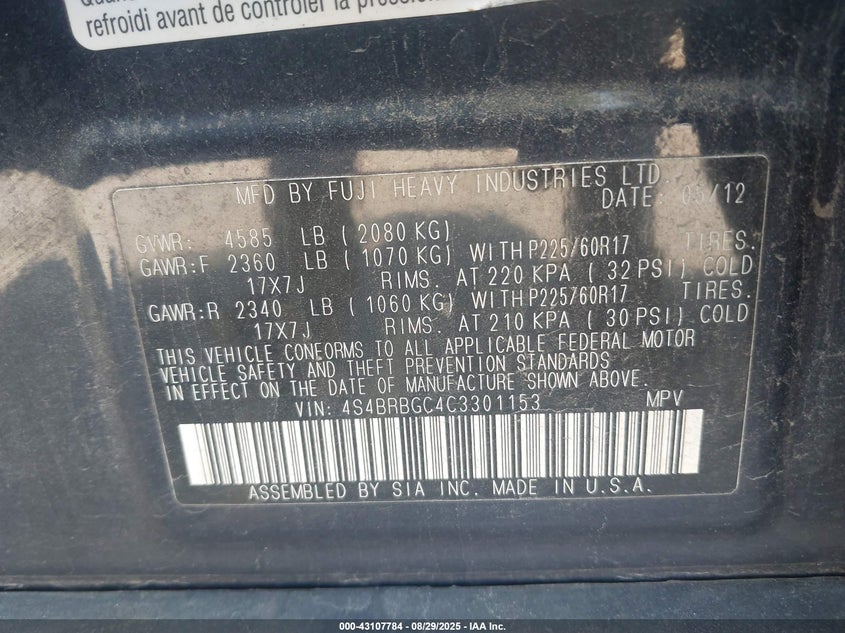 refroidi avant de contrôler la pression
MFD BY FUJI HEAVY INDUSTRIES LTD
DATE: /12
GVWR: 4585 LB ( 2080 KG)
GAWR:F 2360 LB ( 1070 KG) WITH P225/60R17 TIRES.
17X7J RIMS. AT 220 KPA ( 32 PSI) COLD
GAWR:R 2340 LB ( 1060 KG) WITH P225/60R17 TIRES.
17X7J RIMS. AT 210 KPA ( 30 PSI) COLD
THIS VEHICLE CONFORMS TO ALL APPLICABLE FEDERAL MOTOR
VEHICLE SAFETY AND THEFT PREVENTION STANDARDS
IN EFFECT ON THE DATE OF MANUFACTURE SHOWN ABOVE.
VIN: 4S4BRBGC4C3301153 MPV
ASSEMBLED BY SIA INC. MADE IN U.S.A.
000-43107784 - 08/29/2025 - IAA Inc.